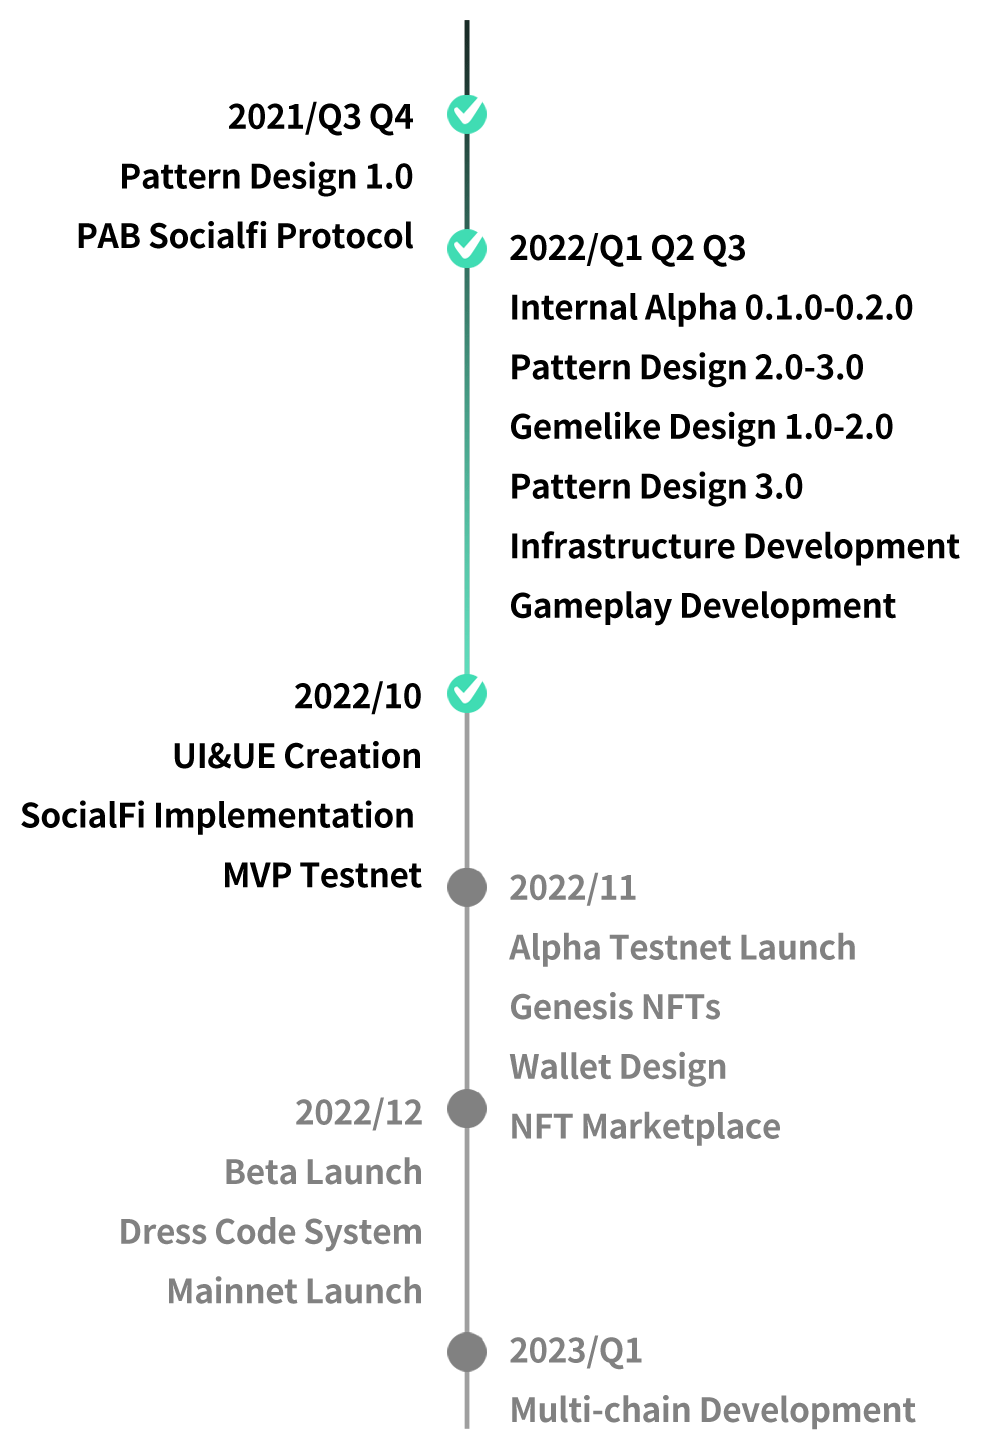 2021/Q3 Q4
Pattern Design 1.0
PAB Socialfi Protocol
2022/Q1 Q2 Q3
Internal Alpha 0.1.0-0.2.0
Pattern Design 2.0-3.0
Gemelike Design 1.0-2.0
Pattern Design 3.0
Infrastructure Development
Gameplay Development
2022/10
UI&UE Creation
SocialFi Implementation
MVP Testnet
2022/11
Alpha Testnet Launch
Genesis NFTs
Wallet Design
NFT Marketplace
2022/12
Beta Launch
Dress Code System
Mainnet Launch
2023/Q1
Multi-chain Development